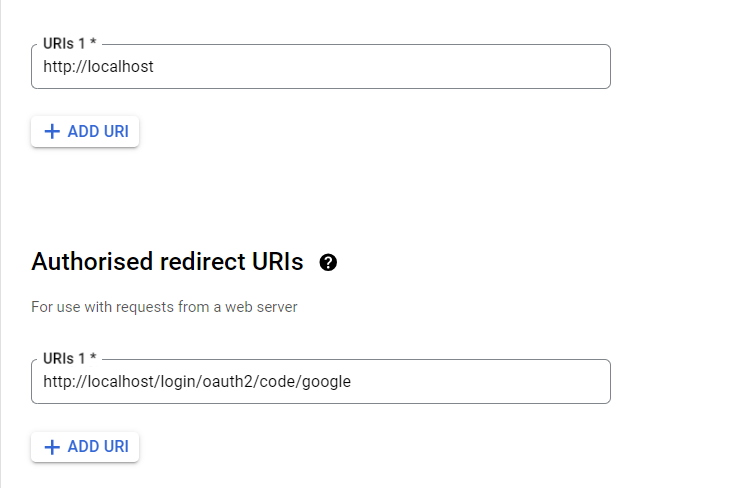 URIs 1 *
http://localhost
+ ADD URI
Authorised redirect URIs ?
For use with requests from a web server
URIs 1 *
http://localhost/login/oauth2/code/google
+ ADD URI